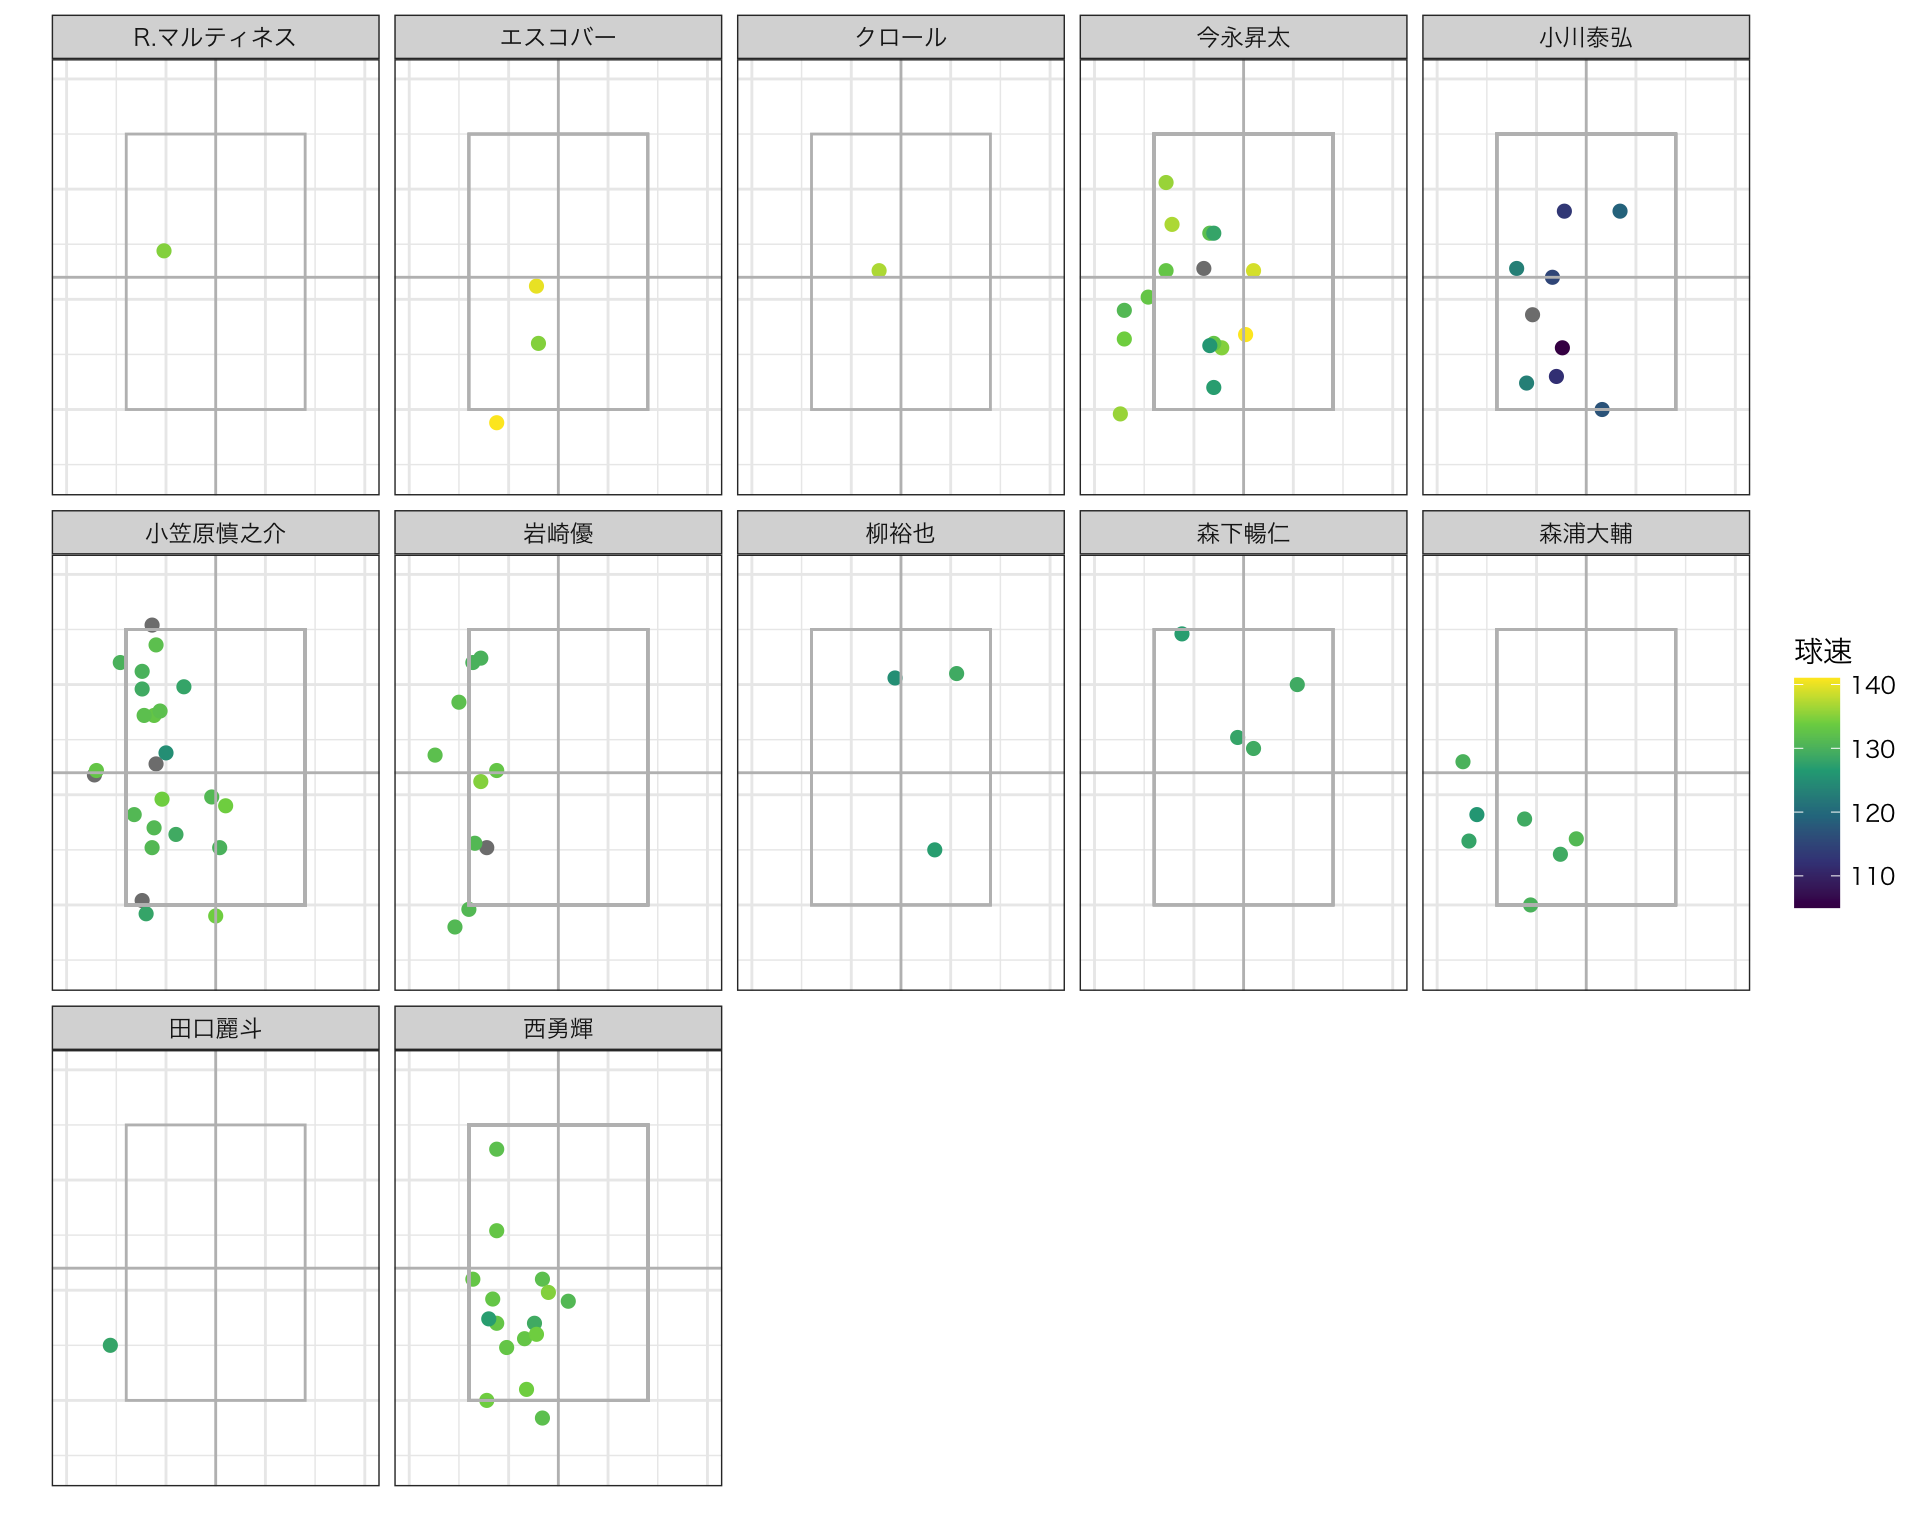 R.マルティネス
エスコバー
クロール
今永昇太
小川泰弘
小笠原慎之介
岩崎優
柳裕也
森下暢仁
森浦大輔
田口麗斗
西勇輝
球速
140
130
120
110